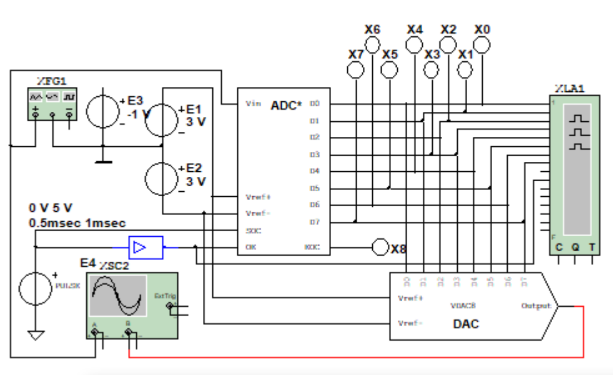 X6 X4 X2 X0
X7 X5 X3 X1
XFG1
E3
-1 V
E1
3 V
E2
3 V
ADC*
Vin
D0
D1
D2
D3
D4
D5
D6
D7
Vref+
Vref-
SOC
OE
EOC
X8
XLA1
1
F
C Q T
0 V 5 V
0.5msec 1msec
PULSE
E4
XSC2
Ext Trig
A B
D0 D1 D2 D3 D4 D5 D6 D7
Vref+
VDAC8
Output
Vref-
DAC